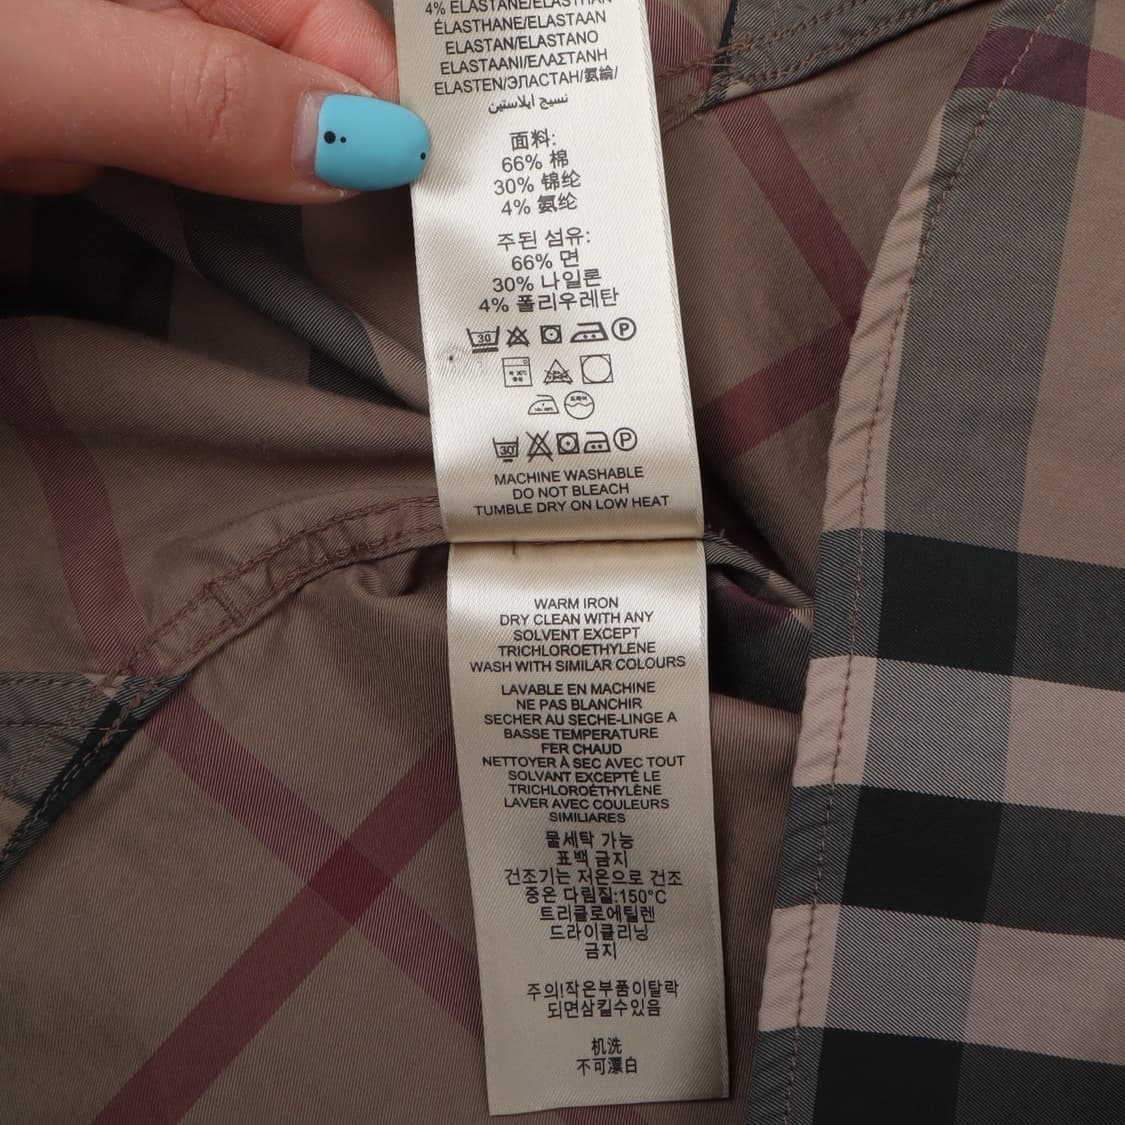 4% ELASTANE/ELASTHAN
ÉLASTHANE/ELASTAAN
ELASTAN/ELASTANO
ELASTAANI/ΕΛΑΣΤΑΝΗ
ELASTEN/ЭЛАСТАН/氨綸/
نسيج ايلاستين
面料:
66% 棉
30% 锦纶
4% 氨纶
주된 섬유:
66% 면
30% 나일론
4% 폴리우레탄
30 P
30 P
MACHINE WASHABLE
DO NOT BLEACH
TUMBLE DRY ON LOW HEAT
WARM IRON
DRY CLEAN WITH ANY
SOLVENT EXCEPT
TRICHLOROETHYLENE
WASH WITH SIMILAR COLOURS
LAVABLE EN MACHINE
NE PAS BLANCHIR
SECHER AU SECHE-LINGE A
BASSE TEMPERATURE
FER CHAUD
NETTOYER À SEC AVEC TOUT
SOLVANT EXCEPTÉ LE
TRICHLOROÉTHYLÈNE
LAVER AVEC COULEURS
SIMILIARES
물세탁 가능
표백 금지
건조기는 저온으로 건조
중온 다림질:150°C
트리클로에틸렌
드라이클리닝
금지
주의!작은부품이탈락
되면삼킬수있음
机洗
不可漂白